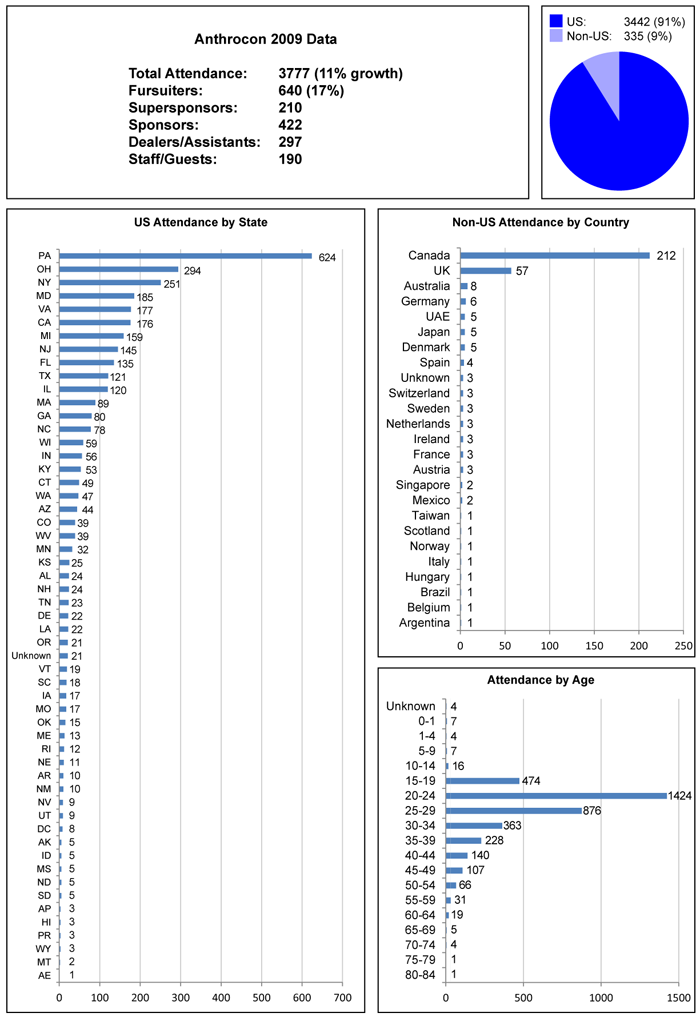 Anthrocon 2009 Data
Total Attendance: 3777 (11% growth)
Fursuiters: 640 (17%)
Supersponsors: 210
Sponsors: 422
Dealers/Assistants: 297
Staff/Guests: 190
US: 3442 (91%)
Non-US: 335 (9%)
US Attendance by State
PA 624
OH 294
NY 251
MD 185
VA 177
CA 176
MI 159
NJ 145
FL 135
TX 121
IL 120
MA 89
GA 80
NC 78
WI 59
IN 56
KY 53
CT 49
WA 47
AZ 44
CO 39
WV 39
MN 32
KS 25
AL 24
NH 24
TN 23
DE 22
LA 22
OR 21
Unknown 21
VT 19
SC 18
IA 17
MO 17
OK 15
ME 13
RI 12
NE 11
AR 10
NM 10
NV 9
UT 9
DC 8
AK 5
ID 5
MS 5
ND 5
SD 5
AP 3
HI 3
PR 3
WY 3
MT 2
AE 1
0 100 200 300 400 500 600 700
Non-US Attendance by Country
Canada 212
UK 57
Australia 8
Germany 6
UAE 5
Japan 5
Denmark 5
Spain 4
Unknown 3
Switzerland 3
Sweden 3
Netherlands 3
Ireland 3
France 3
Austria 3
Singapore 2
Mexico 2
Taiwan 1
Scotland 1
Norway 1
Italy 1
Hungary 1
Brazil 1
Belgium 1
Argentina 1
0 50 100 150 200 250
Attendance by Age
Unknown 4
0-1 7
1-4 4
5-9 7
10-14 16
15-19 474
20-24 1424
25-29 876
30-34 363
35-39 228
40-44 140
45-49 107
50-54 66
55-59 31
60-64 19
65-69 5
70-74 4
75-79 1
80-84 1
0 500 1000 1500